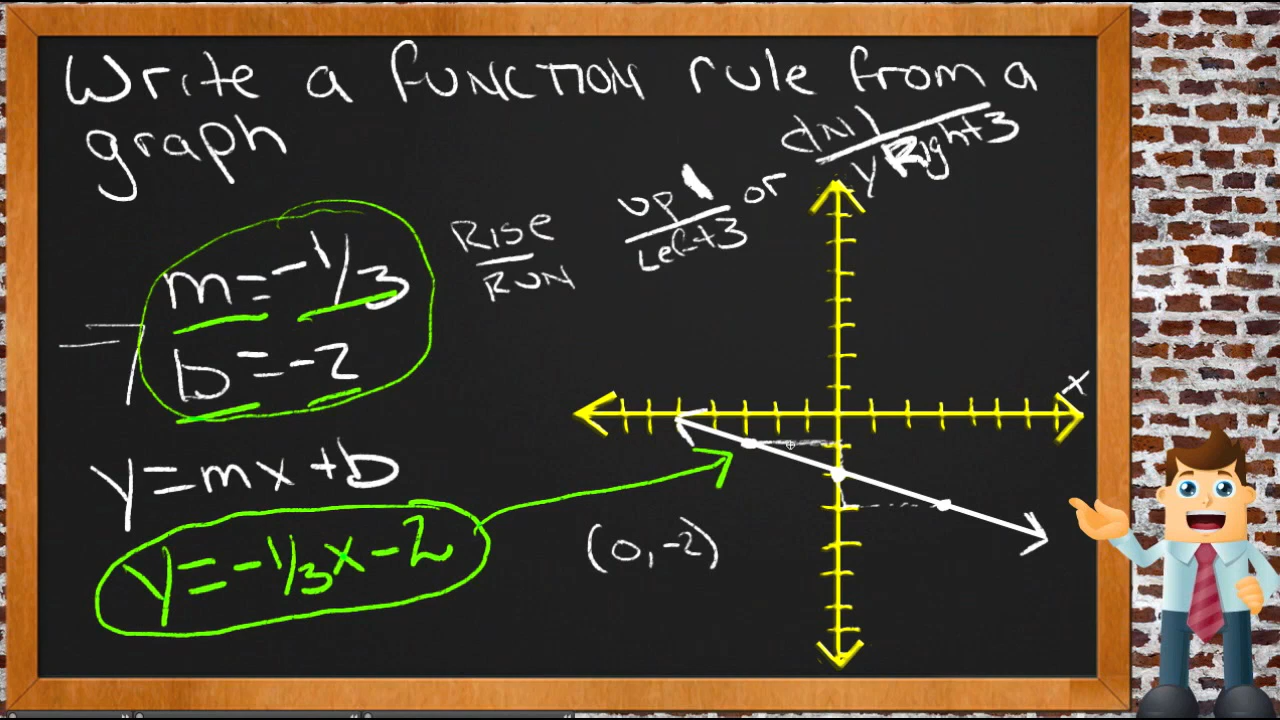 Write a FUNCTION rule from a
graph
m = -1/3
b = -2
y = mx + b
y = -1/3x - 2
RISE
RUN
up 1
Left 3
or
dN 1
Right 3
y
x
(0, -2)